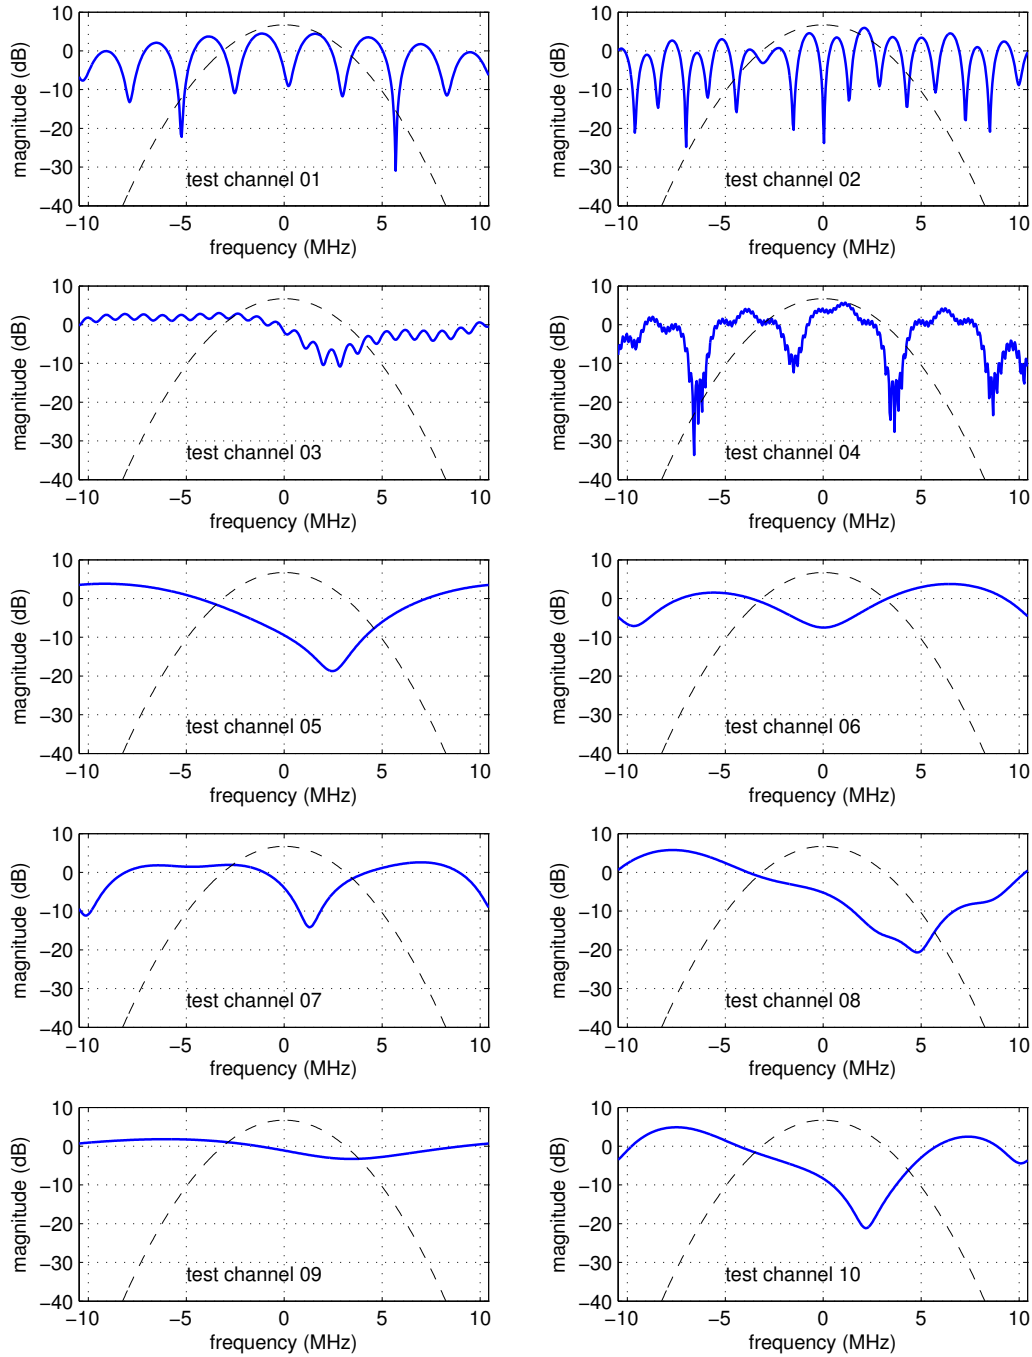 10
0
−10
−20
−30
−40
magnitude (dB)
test channel 01
−10 −5 0 5 10
frequency (MHz)
10
0
−10
−20
−30
−40
magnitude (dB)
test channel 02
−10 −5 0 5 10
frequency (MHz)
10
0
−10
−20
−30
−40
magnitude (dB)
test channel 03
−10 −5 0 5 10
frequency (MHz)
10
0
−10
−20
−30
−40
magnitude (dB)
test channel 04
−10 −5 0 5 10
frequency (MHz)
10
0
−10
−20
−30
−40
magnitude (dB)
test channel 05
−10 −5 0 5 10
frequency (MHz)
10
0
−10
−20
−30
−40
magnitude (dB)
test channel 06
−10 −5 0 5 10
frequency (MHz)
10
0
−10
−20
−30
−40
magnitude (dB)
test channel 07
−10 −5 0 5 10
frequency (MHz)
10
0
−10
−20
−30
−40
magnitude (dB)
test channel 08
−10 −5 0 5 10
frequency (MHz)
10
0
−10
−20
−30
−40
magnitude (dB)
test channel 09
−10 −5 0 5 10
frequency (MHz)
10
0
−10
−20
−30
−40
magnitude (dB)
test channel 10
−10 −5 0 5 10
frequency (MHz)